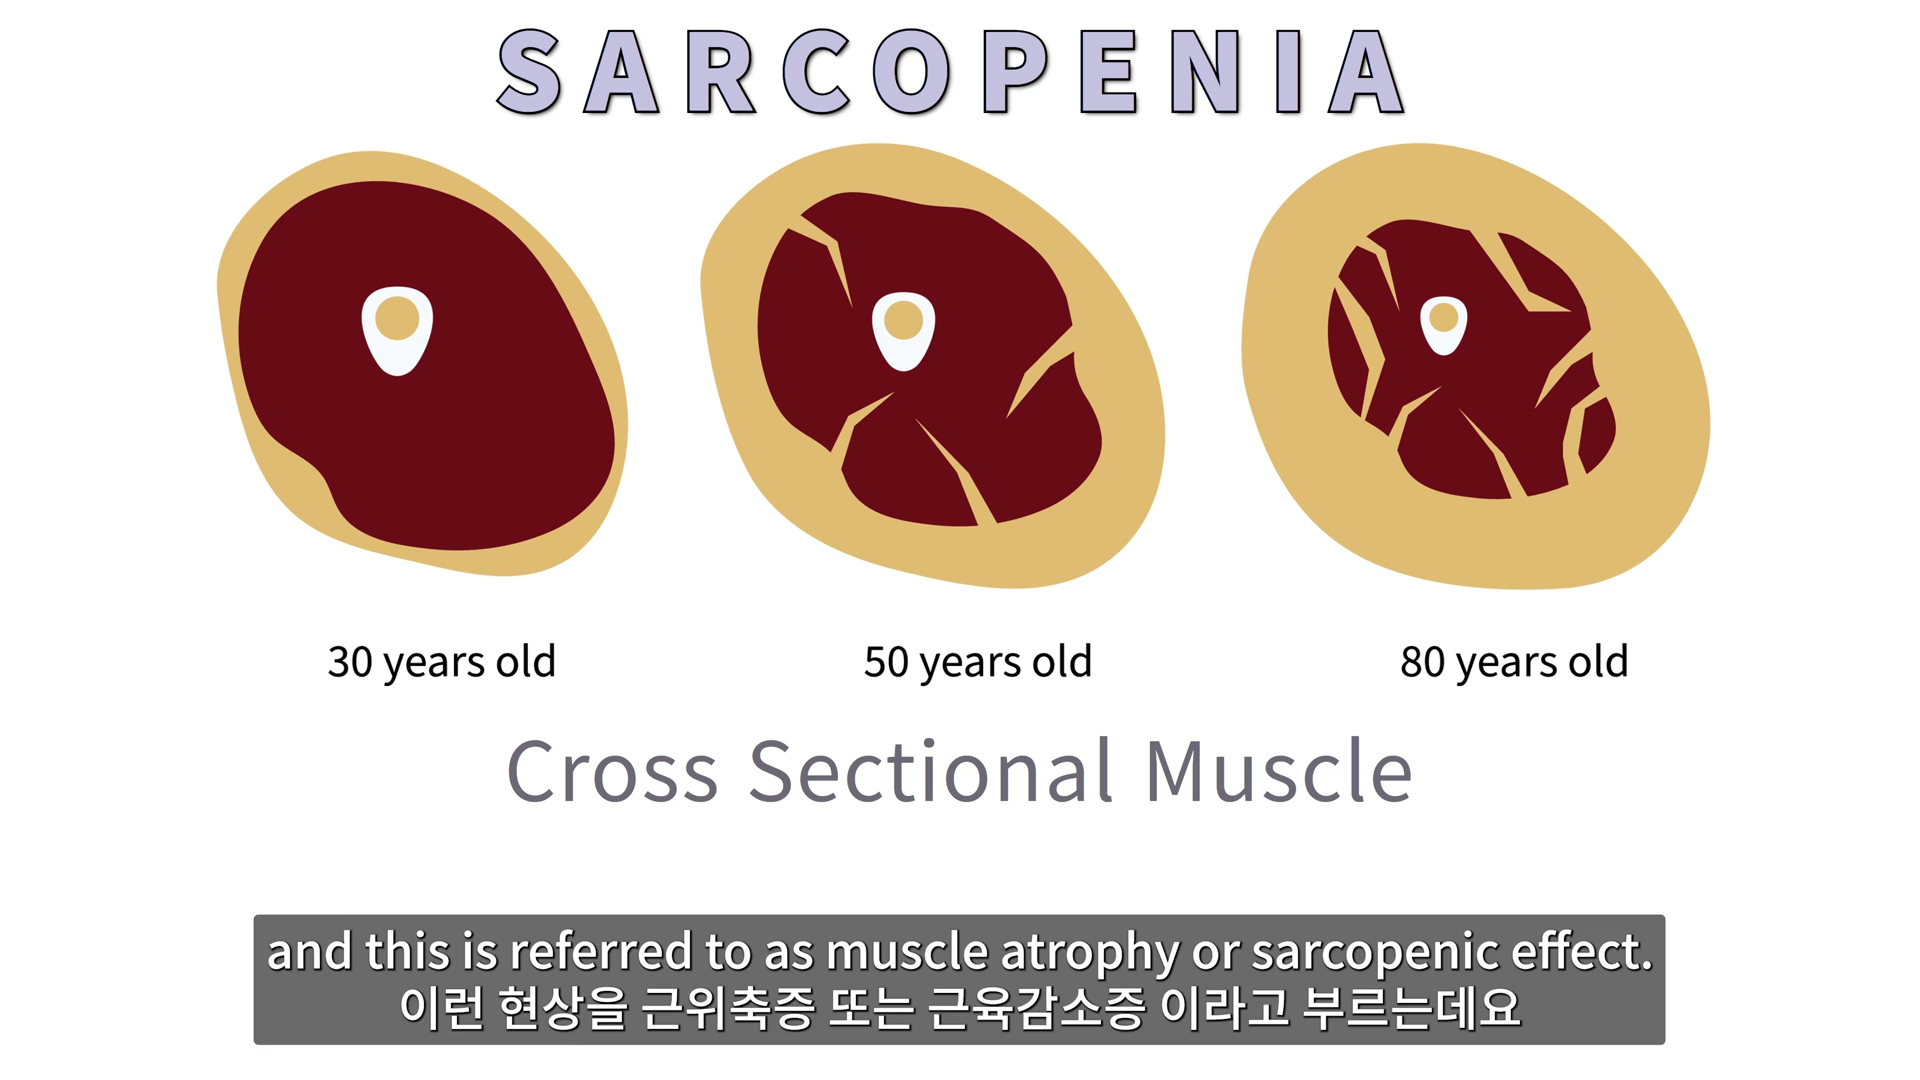 SARCOPENIA
30 years old
50 years old
80 years old
Cross Sectional Muscle
and this is referred to as muscle atrophy or sarcopenic effect.
이런 현상을 근위축증 또는 근육감소증 이라고 부르는데요